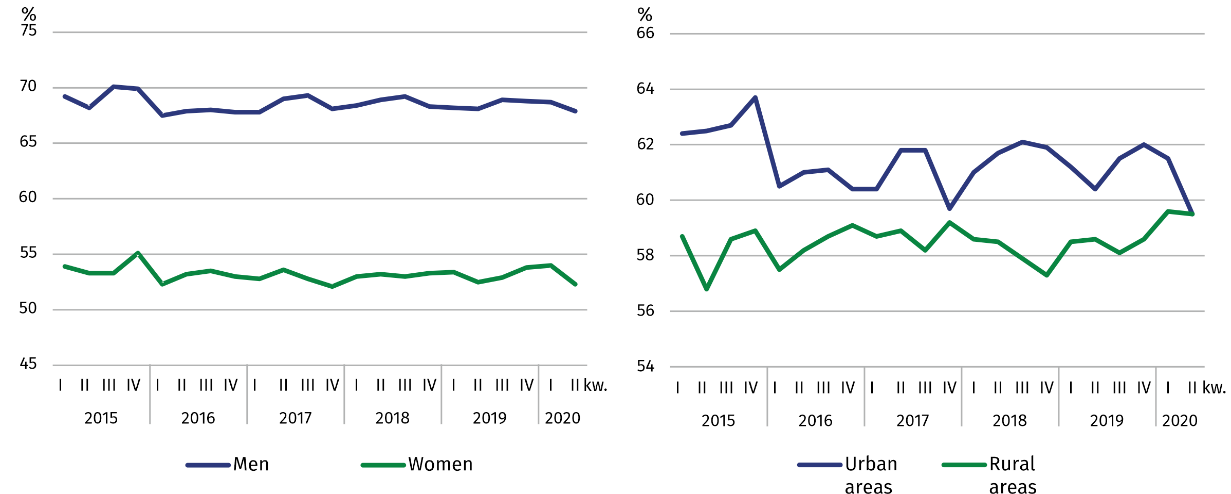 %
75
70
65
60
55
50
45
I II III IV I II III IV I II III IV I II III IV I II III IV I II kw.
2015 2016 2017 2018 2019 2020
Men Women
%
66
64
62
60
58
56
54
I II III IV I II III IV I II III IV I II III IV I II III IV I II kw.
2015 2016 2017 2018 2019 2020
Urban areas
Rural areas